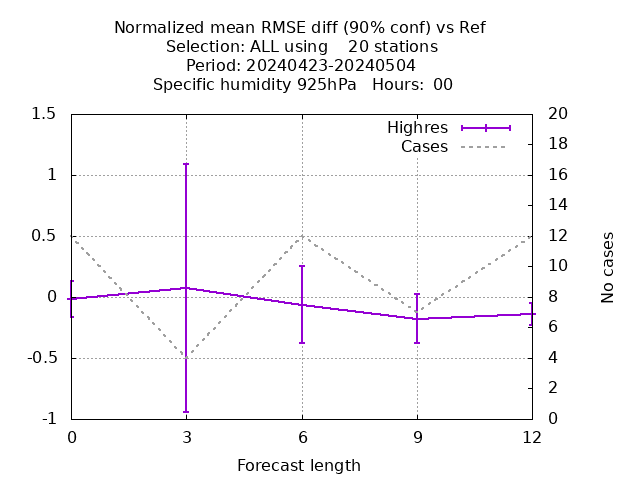 Normalized mean RMSE diff (90% conf) vs Ref
Selection: ALL using    20 stations
Period: 20240423-20240504
Specific humidity 925hPa   Hours:  00
Highres
Cases
1.5
1
0.5
0
-0.5
-1
20
18
16
14
12
10
8
6
4
2
0
No cases
0
3
6
9
12
Forecast length